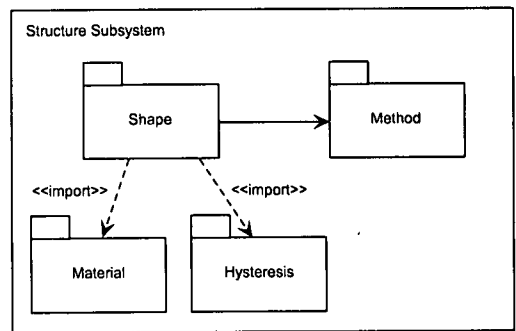 Structure Subsystem
Shape
Method
<<import>>
<<import>>
Material
Hysteresis